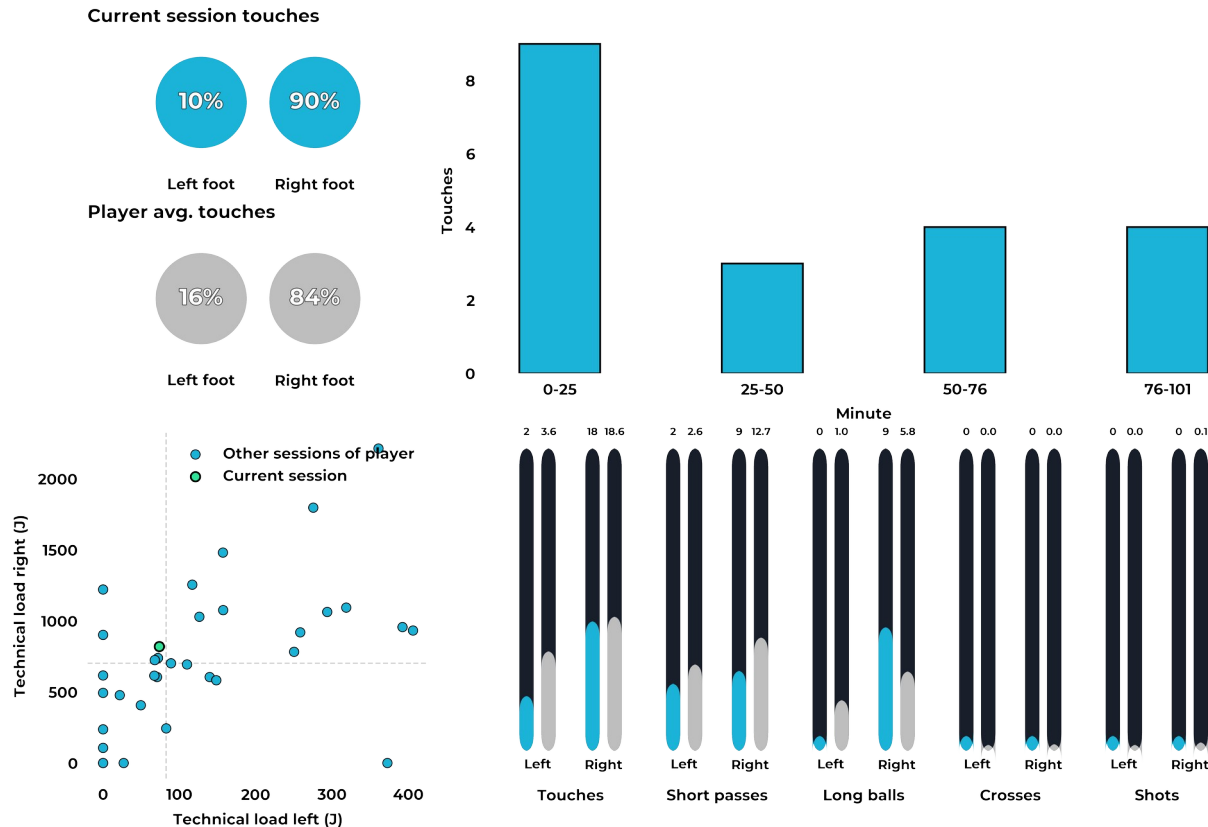 Current session touches
10% 90%
Left foot Right foot
Player avg. touches
16% 84%
Left foot Right foot
Touches
8
6
4
2
0
0-25 25-50 50-76 76-101
Minute
Other sessions of player
Current session
Technical load right (J)
2000
1500
1000
500
0
0 100 200 300 400
Technical load left (J)
2 3.6 18 18.6 2 2.6 9 12.7 0 1.0 9 5.8 0 0.0 0 0.0 0 0.0 0 0.1
Left Right Left Right Left Right Left Right Left Right
Touches Short passes Long balls Crosses Shots